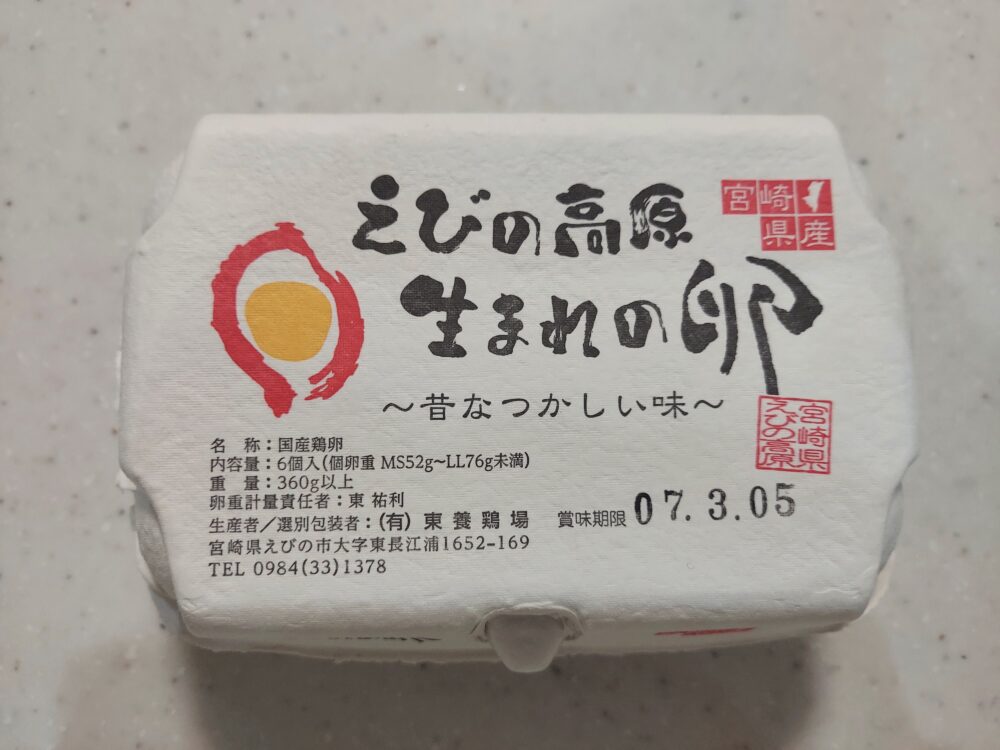 えびの高原
生まれの卵
宮崎県産
〜昔なつかしい味〜
宮崎県
えびの高原
名　称：国産鶏卵
内容量：6個入(個卵重 MS52g〜LL76g未満)
重　量：360g以上
卵重計量責任者：東 祐利
生産者／選別包装者：(有) 東養鶏場
賞味期限 07.3.05
宮崎県えびの市大字東長江浦1652-169
TEL 0984(33)1378